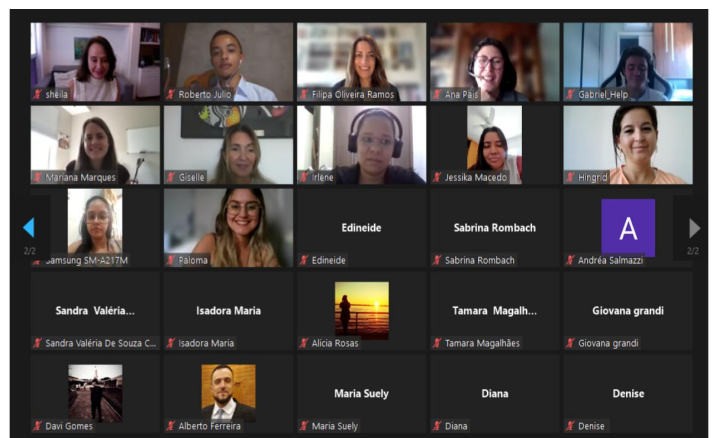 sheila
Roberto Julio
Filipa Oliveira Ramos
Ana Pais
Gabriel_Help
Mariana Marques
Giselle
Irlene
Jessika Macedo
Hingrid
2/2
Samsung SM-A217M
Paloma
Edineide
Edineide
Sabrina Rombach
Sabrina Rombach
A
Andréa Salmazzi
2/2
Sandra Valéria...
Sandra Valéria De Souza C...
Isadora Maria
Isadora Maria
Alicia Rosas
Tamara Magalh...
Tamara Magalhães
Giovana grandi
Giovana grandi
Davi Gomes
Alberto Ferreira
Maria Suely
Maria Suely
Diana
Diana
Denise
Denise